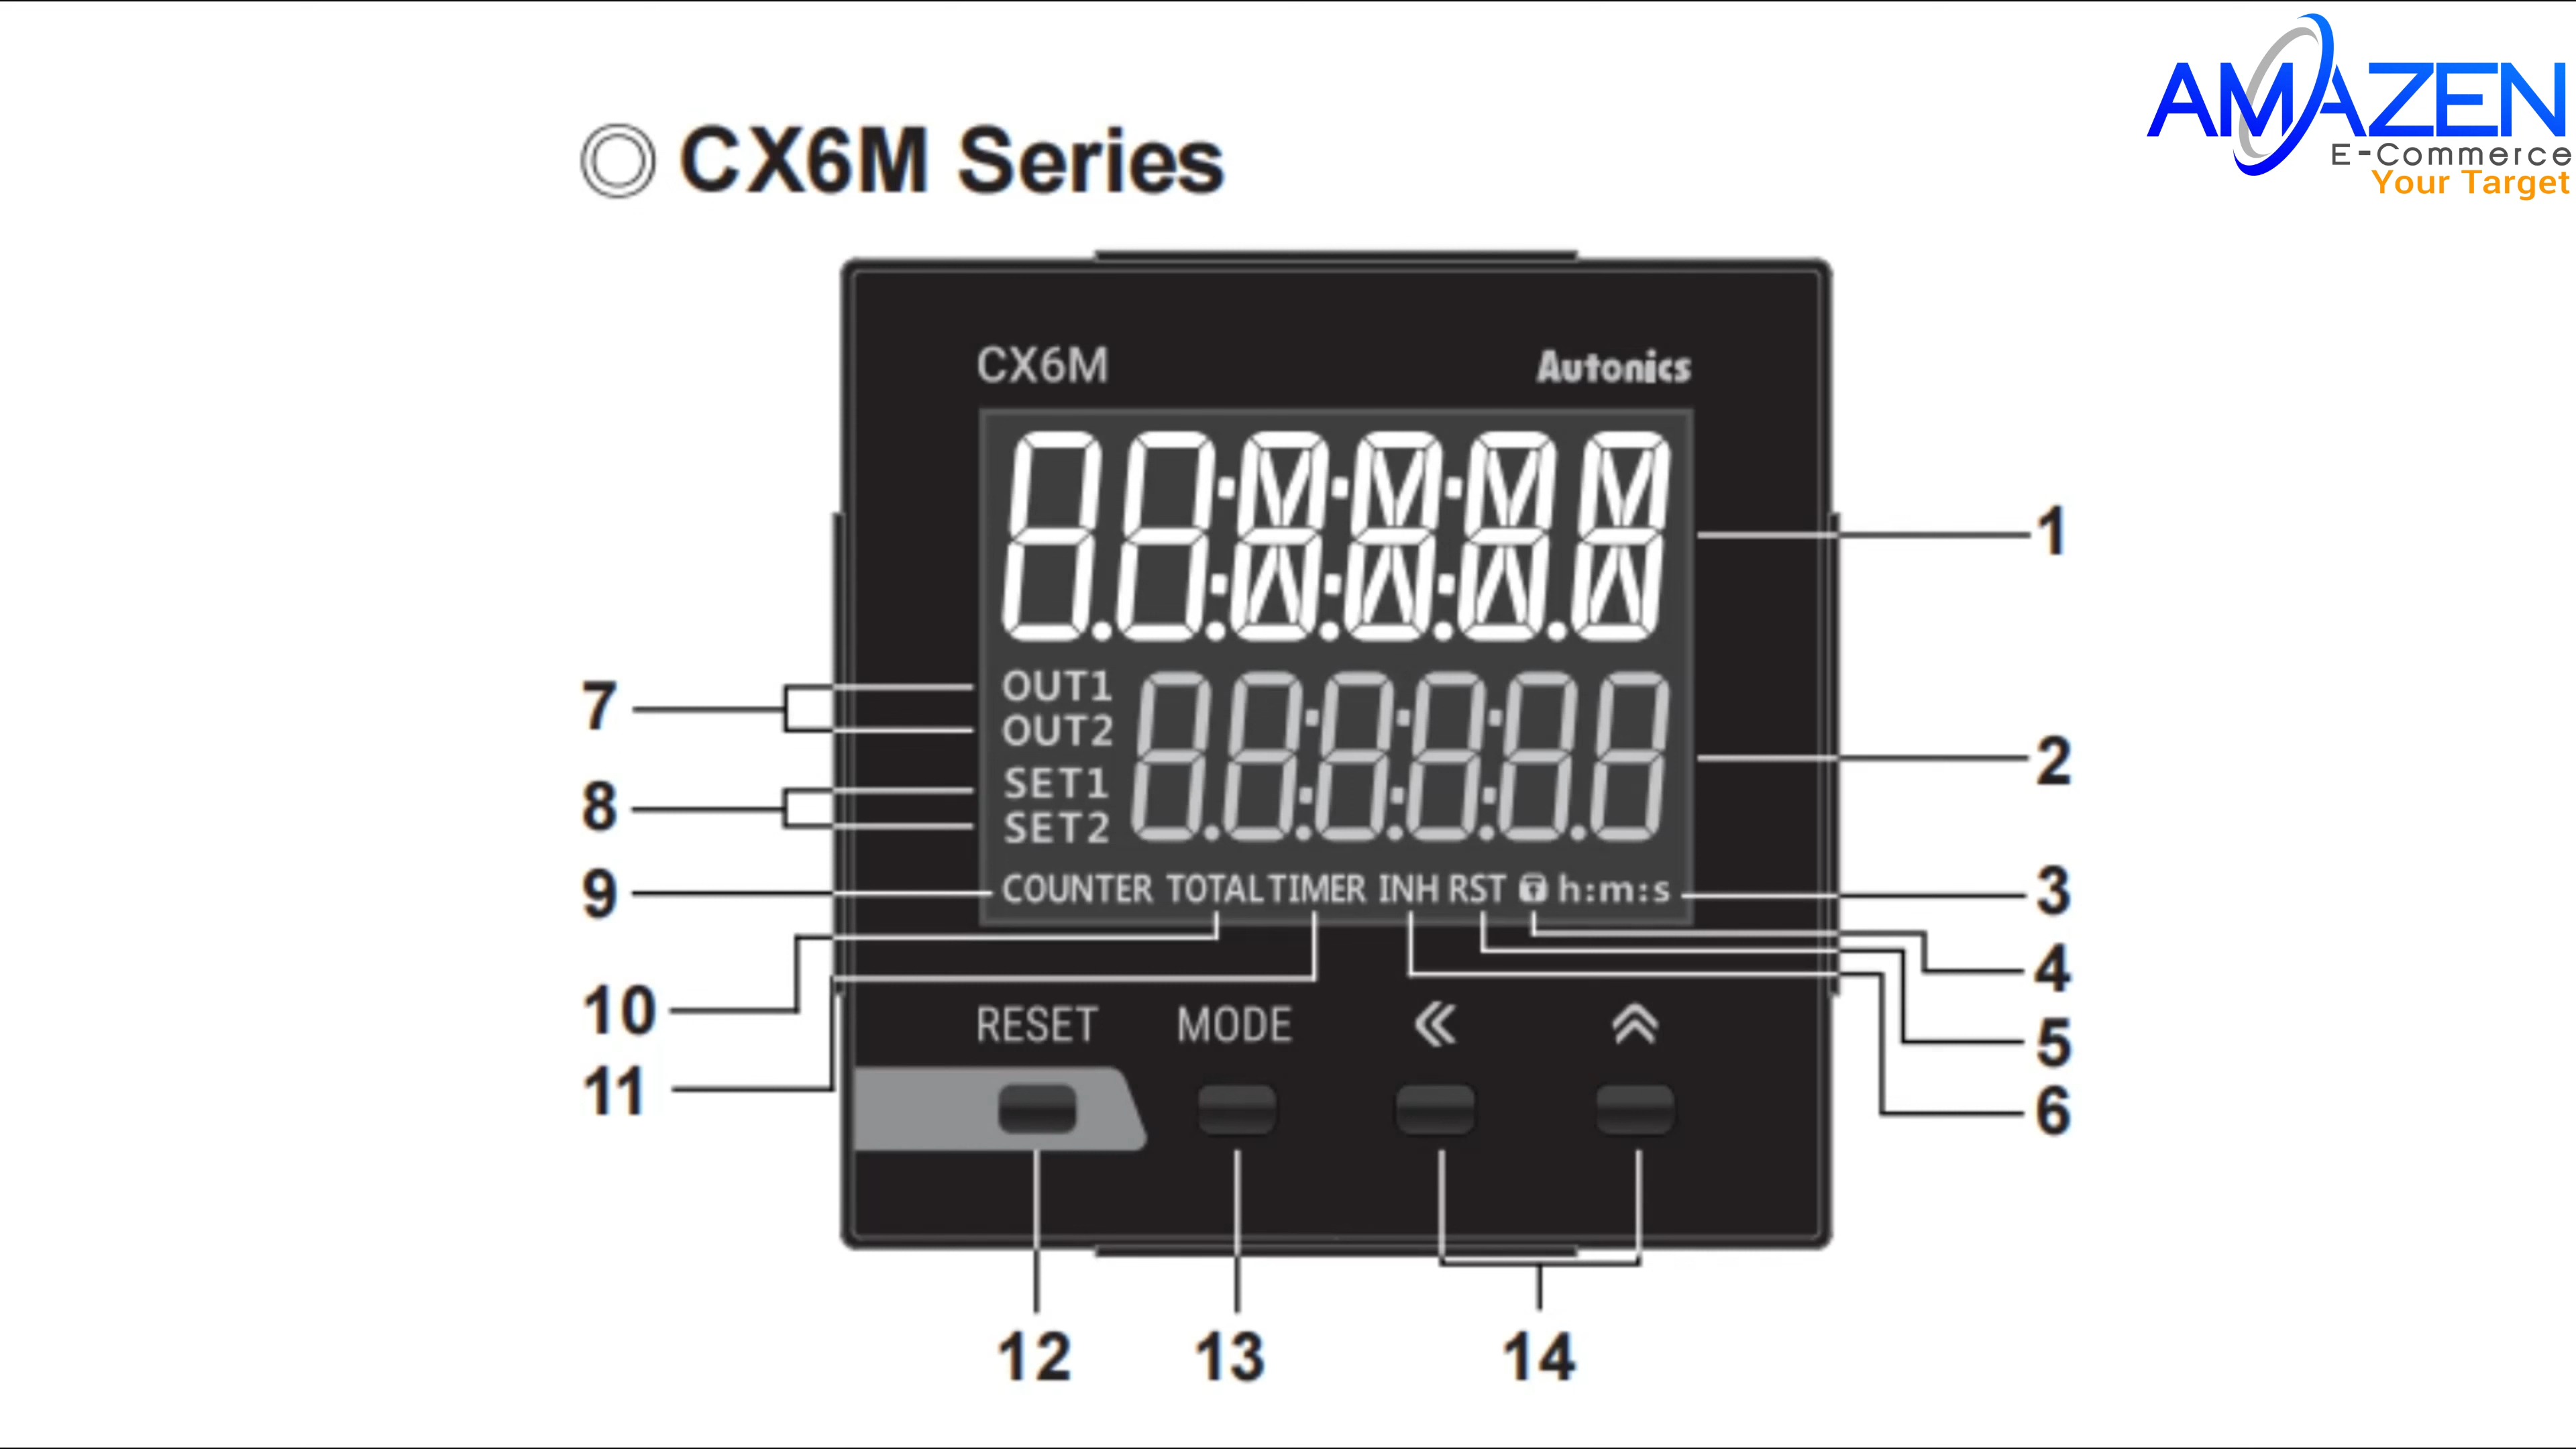 AMAZEN
E-Commerce
Your Target
CX6M Series
CX6M Autonics
1
OUT1
7
OUT2
2
SET1
8
SET2
9 COUNTER TOTAL TIMER INH RST h:m:s 3
4
10 RESET MODE
5
11
6
12 13 14